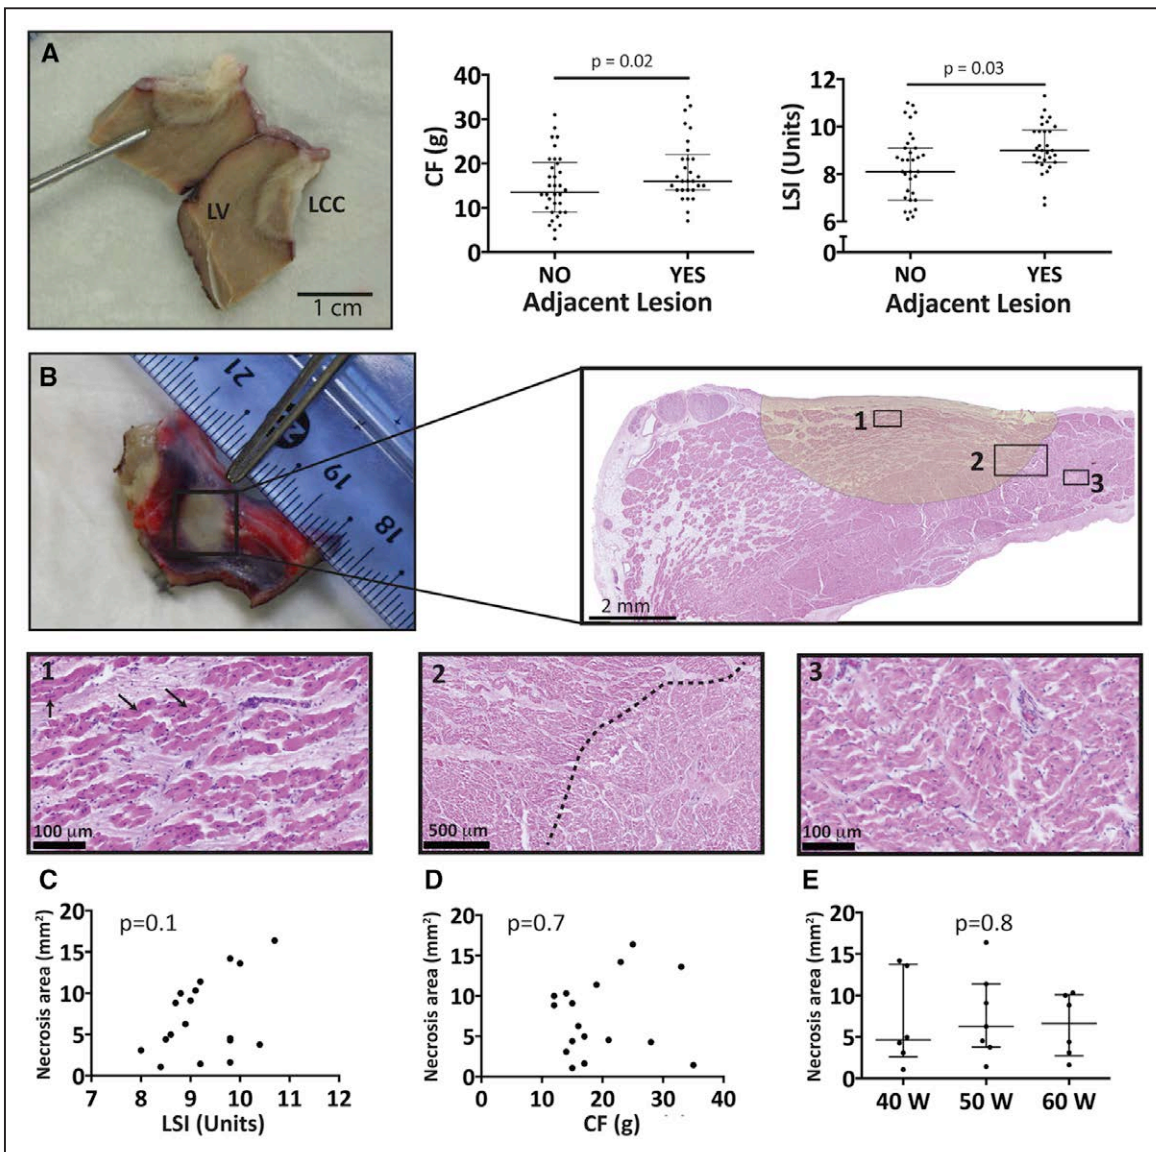 A
LV
LCC
1 cm
p = 0.02
40
30
20
10
0
CF (g)
NO
YES
Adjacent Lesion
p = 0.03
12
10
8
6
0
LSI (Units)
NO
YES
Adjacent Lesion
B
21
19
18
1
2
3
2 mm
1
100 μm
2
500 μm
3
100 μm
C
p=0.1
20
15
10
5
0
Necrosis area (mm²)
7 8 9 10 11 12
LSI (Units)
D
p=0.7
20
15
10
5
0
Necrosis area (mm²)
0 10 20 30 40
CF (g)
E
p=0.8
20
15
10
5
0
Necrosis area (mm²)
40 W 50 W 60 W